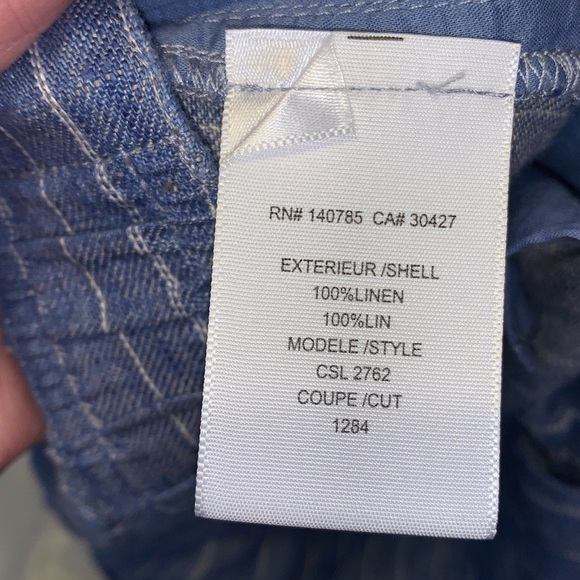 RN# 140785 CA# 30427
EXTERIEUR /SHELL
100%LINEN
100%LIN
MODELE /STYLE
CSL 2762
COUPE /CUT
1284